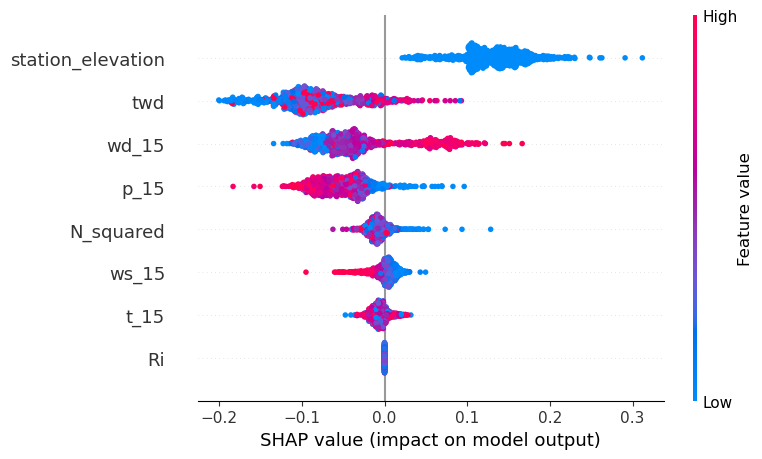 High
station_elevation
twd
wd_15
p_15
N_squared
ws_15
t_15
Ri
Feature value
Low
−0.2 −0.1 0.0 0.1 0.2 0.3
SHAP value (impact on model output)